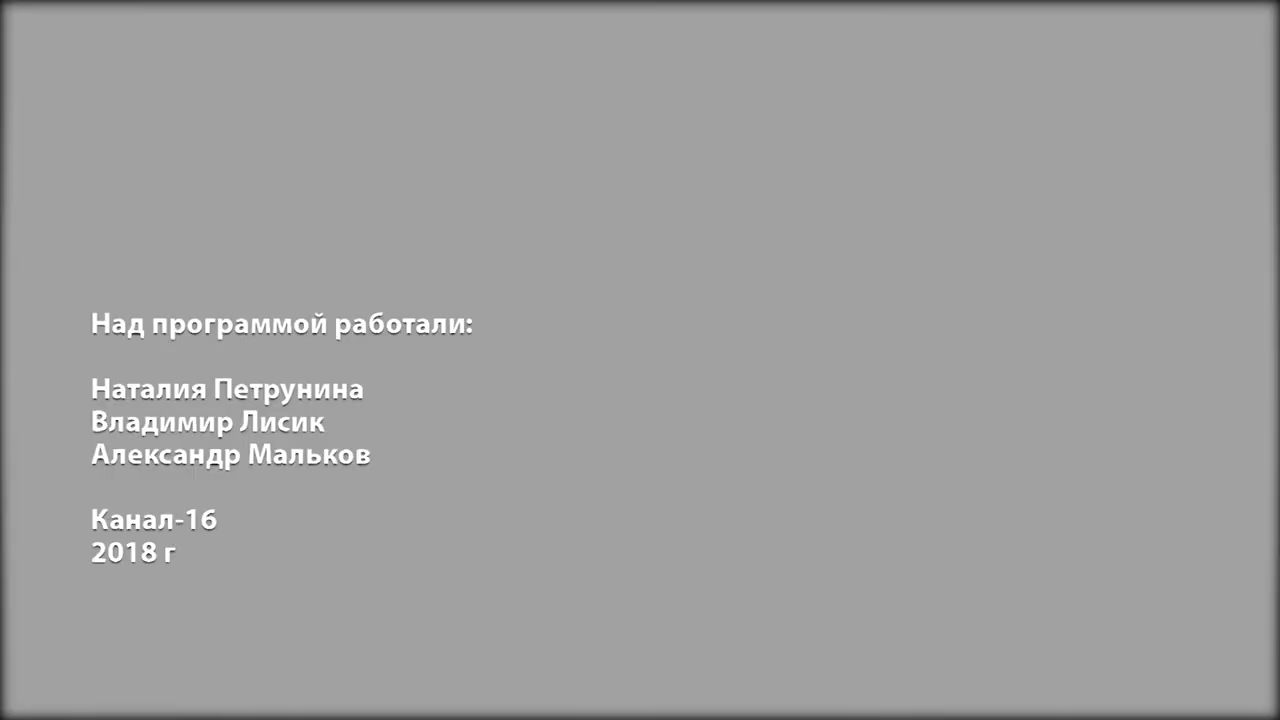 Над программой работали:
Наталия Петрунина
Владимир Лисик
Александр Мальков
Канал-16
2018 г